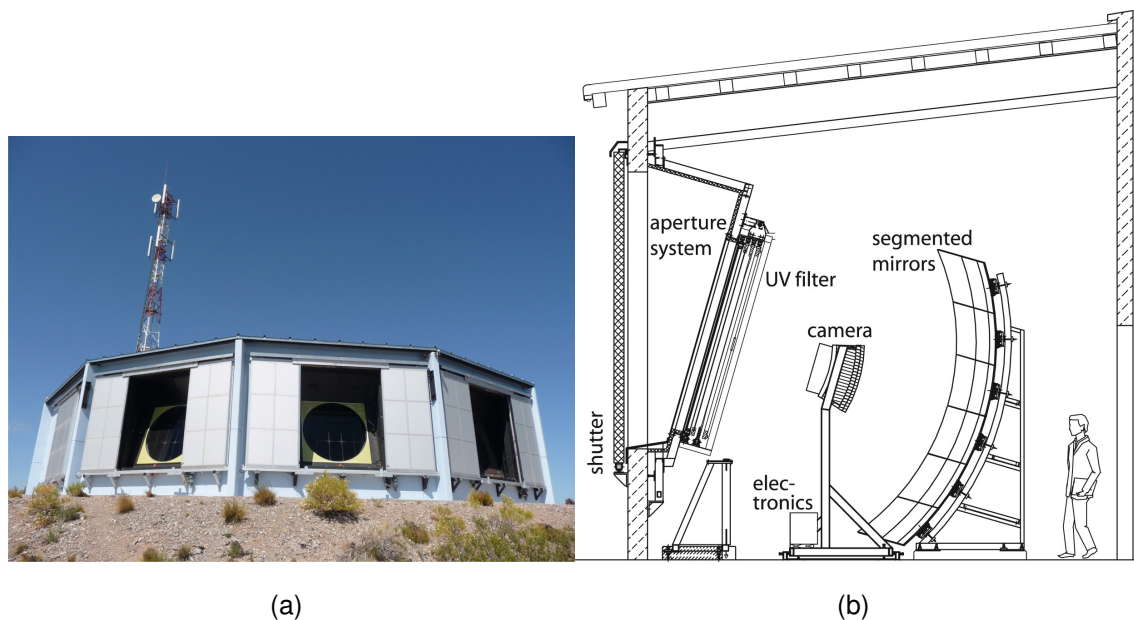 aperture
system
segmented
mirrors
UV filter
camera
shutter
elec-
tronics
(a)
(b)